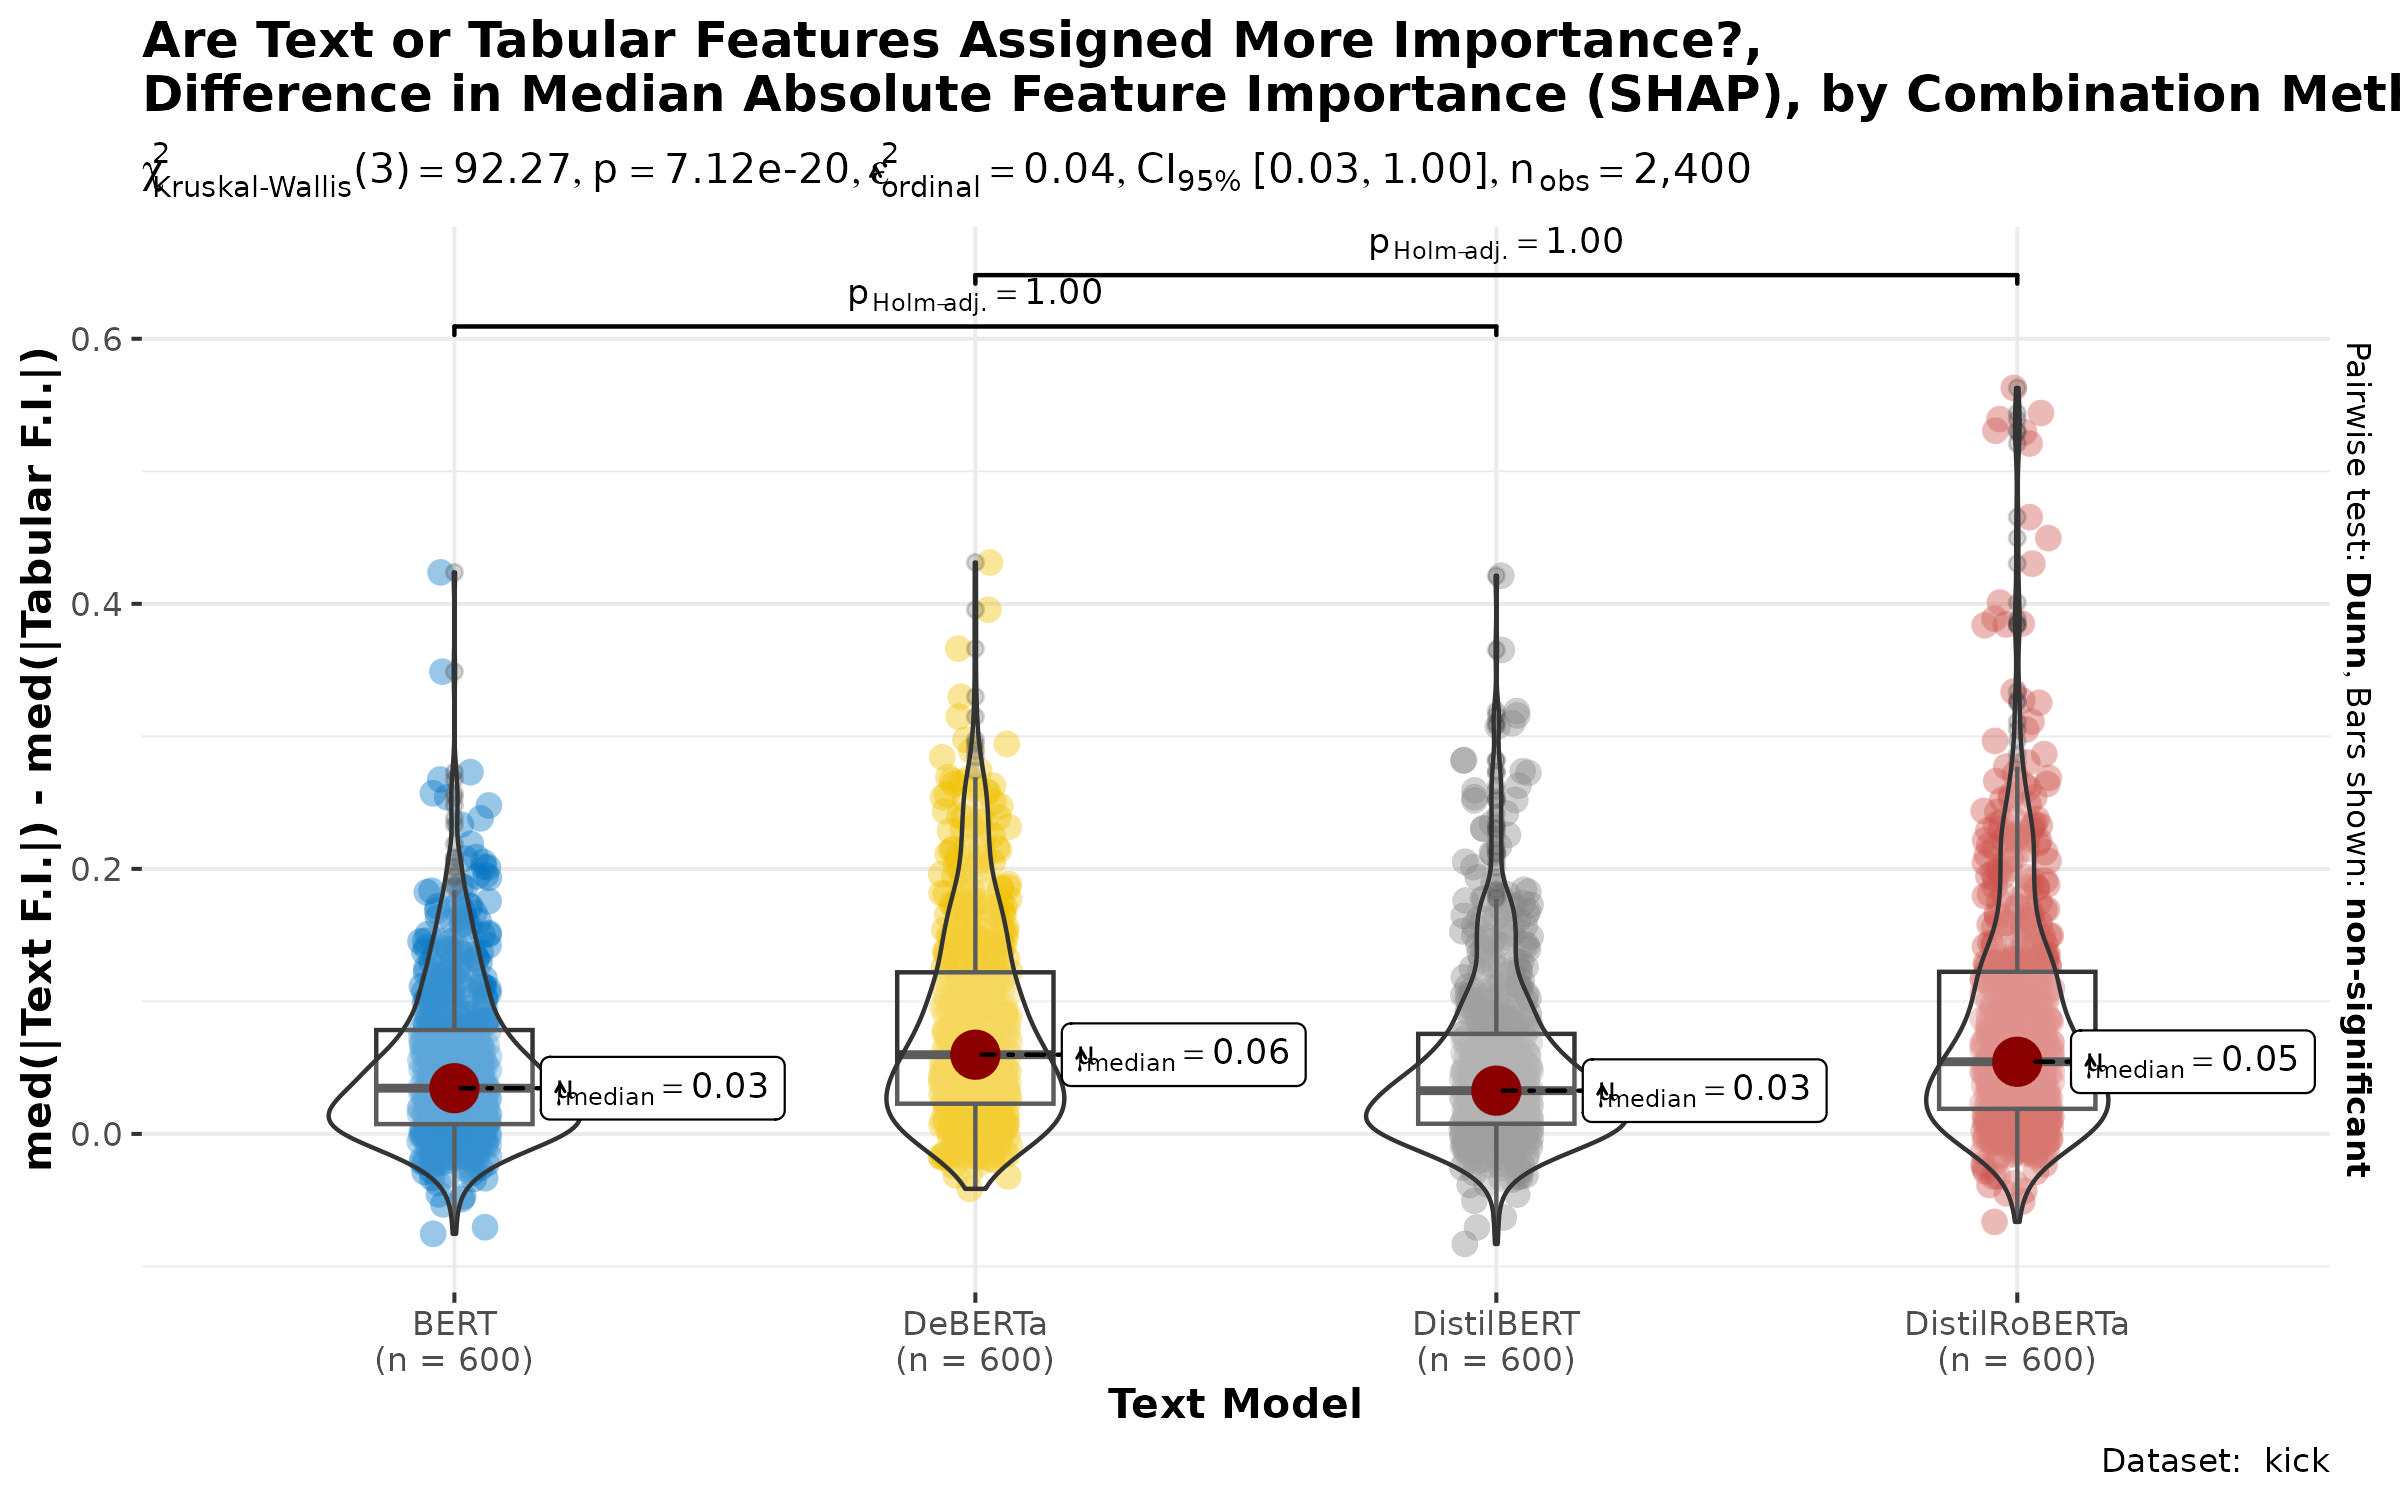 Are Text or Tabular Features Assigned More Importance?,
Difference in Median Absolute Feature Importance (SHAP), by Combination Meth
χ²Kruskal-Wallis(3) = 92.27, p = 7.12e-20, ε̂²ordinal = 0.04, CI95% [0.03, 1.00], nobs = 2,400
pHolm-adj. = 1.00
pHolm-adj. = 1.00
med(|Text F.I.|) - med(|Tabular F.I.|)
0.6
0.4
0.2
0.0
μ̂median = 0.03
μ̂median = 0.06
μ̂median = 0.03
μ̂median = 0.05
Pairwise test: Dunn, Bars shown: non-significant
BERT
(n = 600)
DeBERTa
(n = 600)
DistilBERT
(n = 600)
DistilRoBERTa
(n = 600)
Text Model
Dataset: kick